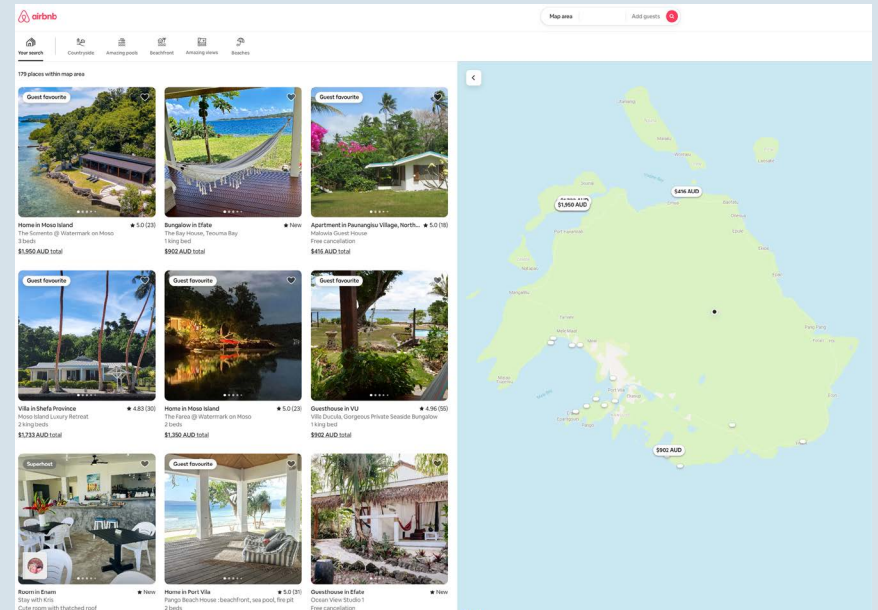 airbnb
Map area
Add guests
Your search
Countryside
Amazing pools
Beachfront
Amazing views
Beaches
179 places within map area
Guest favourite
Guest favourite
Home in Moso Island ★ 5.0 (23)
The Sorrento @ Watermark on Moso
3 beds
$1,950 AUD total
Bungalow in Efate ★ New
The Bay House, Teouma Bay
1 king bed
$902 AUD total
Apartment in Paunangisu Village, North... ★ 5.0 (18)
Malowia Guest House
Free cancellation
$416 AUD total
Guest favourite
Guest favourite
Guest favourite
Villa in Shefa Province ★ 4.83 (30)
Moso Island Luxury Retreat
2 king beds
$1,733 AUD total
Home in Moso Island ★ 5.0 (23)
The Farea @ Watermark on Moso
2 beds
$1,350 AUD total
Guesthouse in VU ★ 4.96 (55)
Villa Ducula, Gorgeous Private Seaside Bungalow
1 king bed
$902 AUD total
Superhost
Guest favourite
Room in Enam ★ New
Stay with Kris
Cute room with thatched roof
Home in Port Vila ★ 5.0 (31)
Pango Beach House : beachfront, sea pool, fire pit
2 beds
Guesthouse in Efate ★ New
Ocean View Studio 1
Free cancellation
$416 AUD
$1,950 AUD
Port Havannah
Port Vila
Pango
$902 AUD